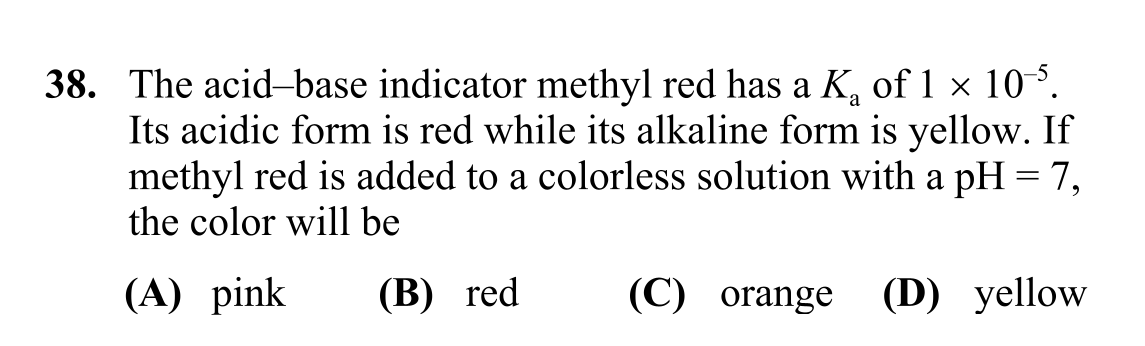 38. The acid–base indicator methyl red has a Kₐ of 1 × 10⁻⁵.
Its acidic form is red while its alkaline form is yellow. If
methyl red is added to a colorless solution with a pH = 7,
the color will be
(A) pink (B) red (C) orange (D) yellow